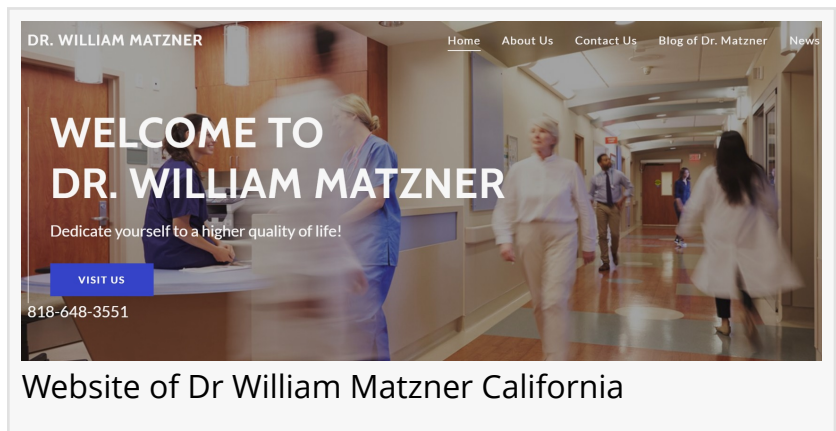 DR. WILLIAM MATZNER
Home About Us Contact Us Blog of Dr. Matzner News
WELCOME TO
DR. WILLIAM MATZNER
Dedicate yourself to a higher quality of life!
VISIT US
818-648-3551
Website of Dr William Matzner California